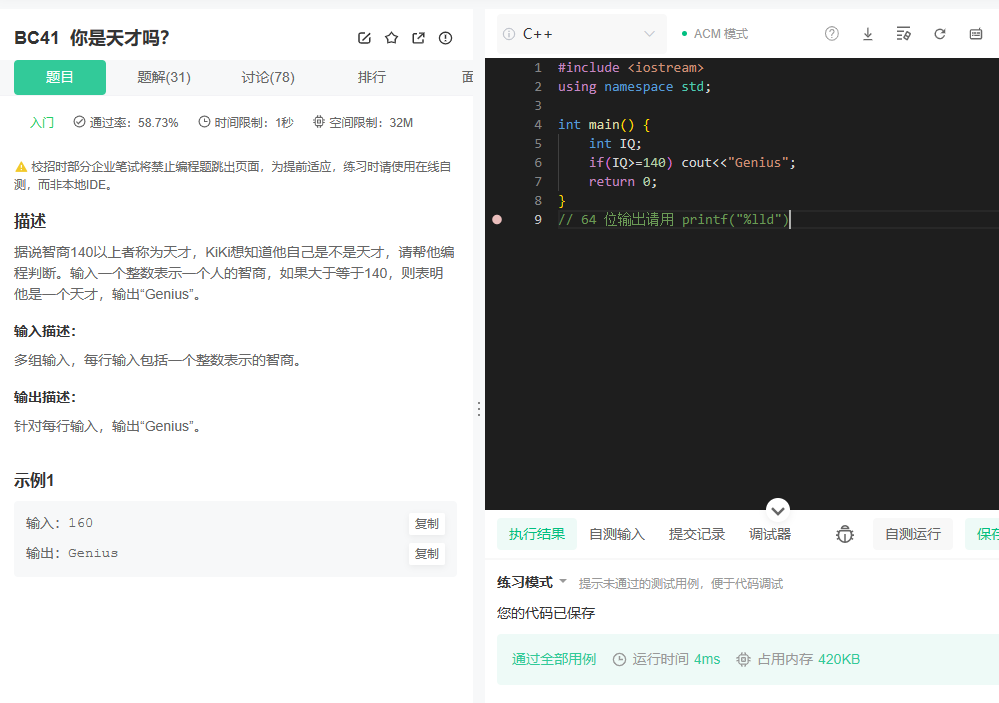 BC41 你是天才吗?
题目 题解(31) 讨论(78) 排行
入门 通过率：58.73% 时间限制：1秒 空间限制：32M
校招时部分企业笔试将禁止编程题跳出页面，为提前适应，练习时请使用在线自
测，而非本地IDE。
描述
据说智商140以上者称为天才，KiKi想知道他自己是不是天才，请帮他编
程判断。输入一个整数表示一个人的智商，如果大于等于140，则表明
他是一个天才，输出“Genius”。
输入描述：
多组输入，每行输入包括一个整数表示的智商。
输出描述：
针对每行输入，输出“Genius”。
示例1
输入：160 复制
输出：Genius 复制
C++ ACM 模式
1 #include <iostream>
2 using namespace std;
3
4 int main() {
5 int IQ;
6 if(IQ>=140) cout<<"Genius";
7 return 0;
8 }
9 // 64 位输出请用 printf("%lld")
执行结果 自测输入 提交记录 调试器 自测运行
练习模式 提示未通过的测试用例，便于代码调试
您的代码已保存
通过全部用例 运行时间 4ms 占用内存 420KB